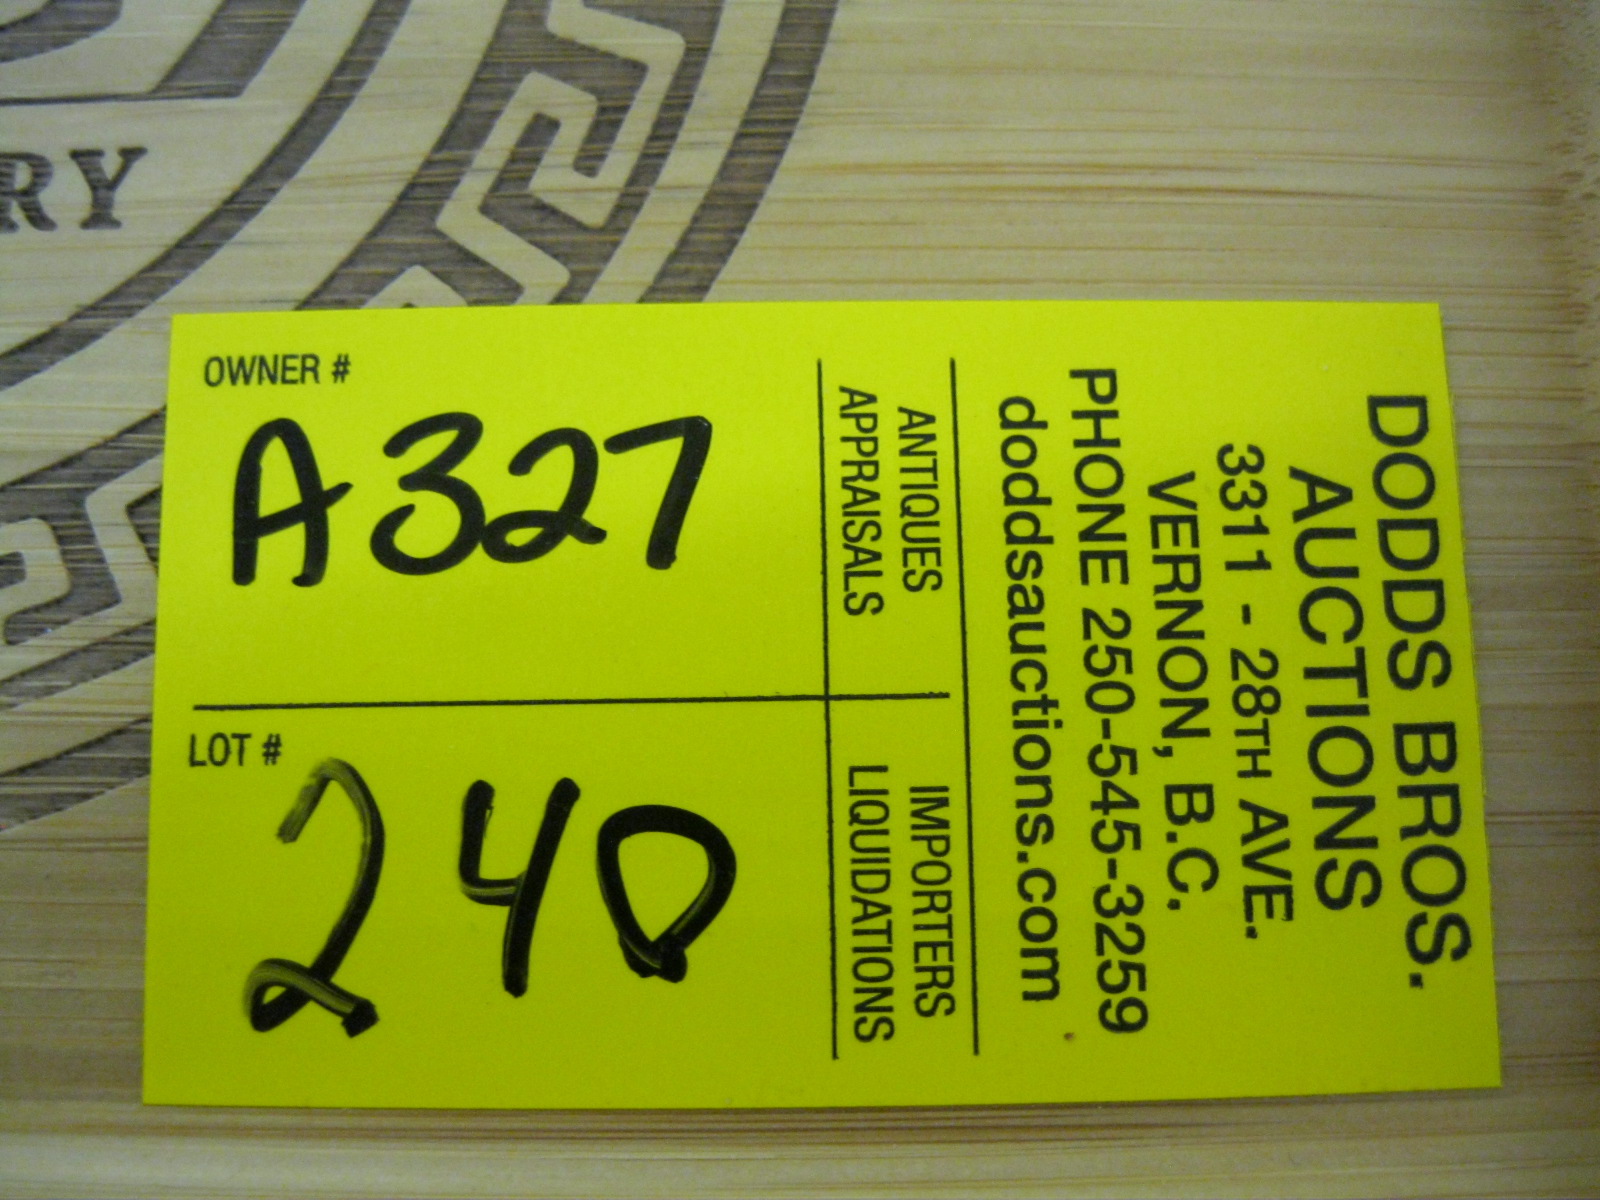 RY
OWNER #
A327
LOT #
240
DODDS BROS.
AUCTIONS
3311 - 28TH AVE.
VERNON, B.C.
PHONE 250-545-3259
doddsauctions.com
ANTIQUES
APPRAISALS
IMPORTERS
LIQUIDATIONS